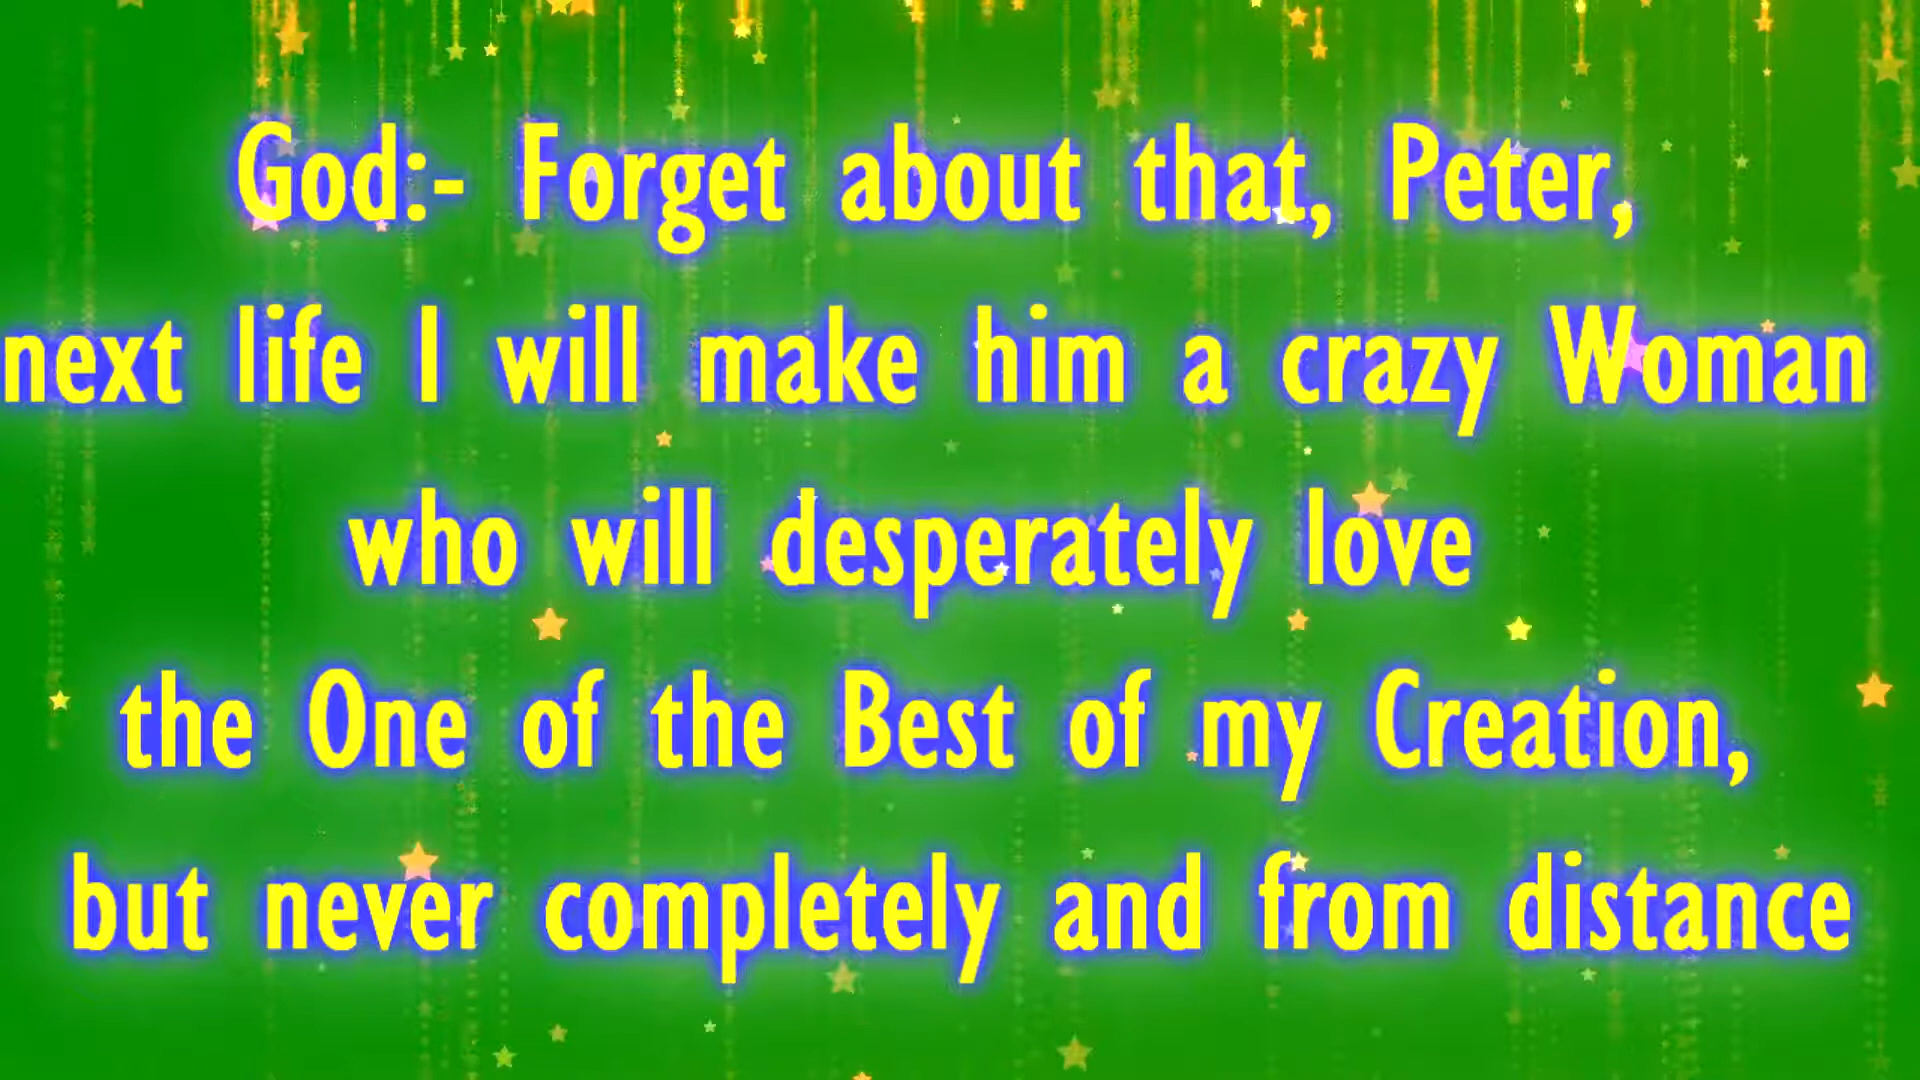 God:- Forget about that, Peter,
next life I will make him a crazy Woman
who will desperately love
the One of the Best of my Creation,
but never completely and from distance